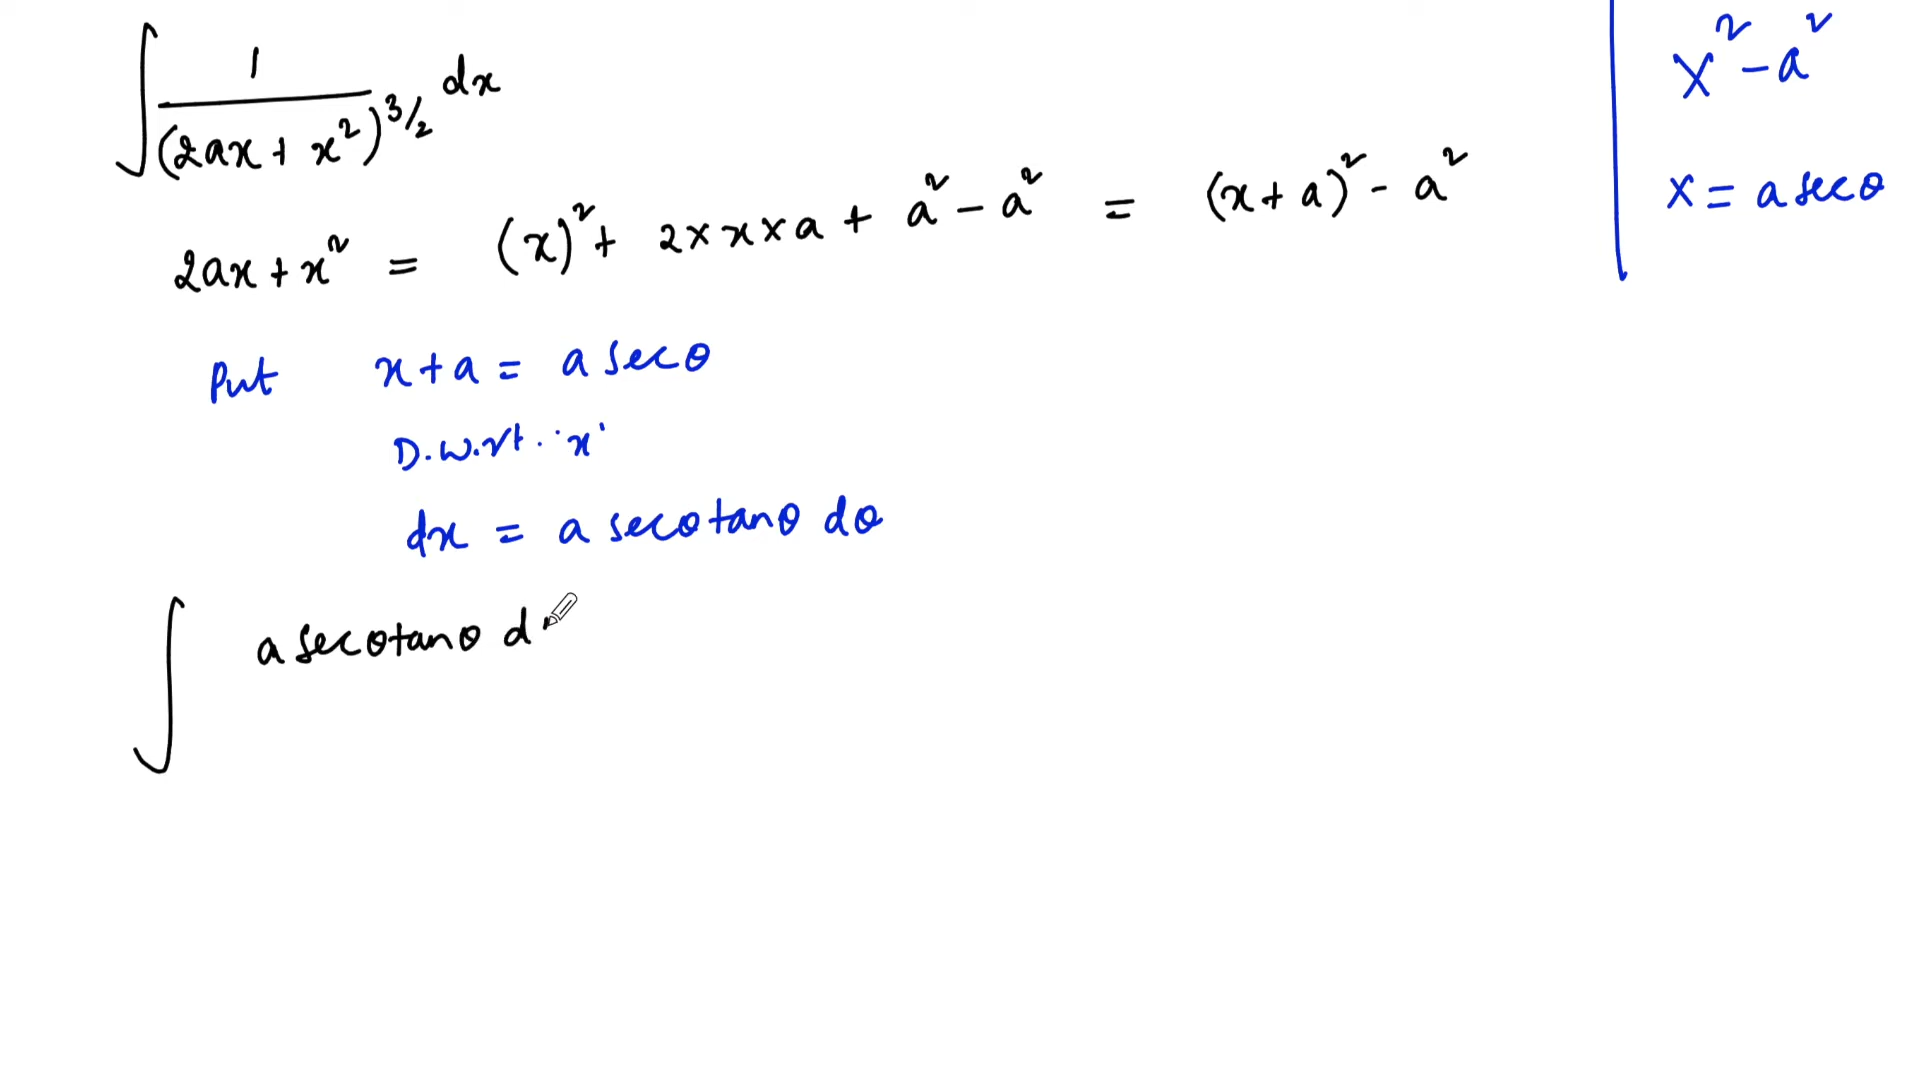 ∫ 1/(2ax + x²)^3/2 dx
2ax + x² = (x)² + 2×x×a + a² - a² = (x + a)² - a²
Put x + a = a secθ
D.w.rt. 'x'
dx = a secθ tanθ dθ
∫ a secθ tanθ d
X² - a²
X = a secθ